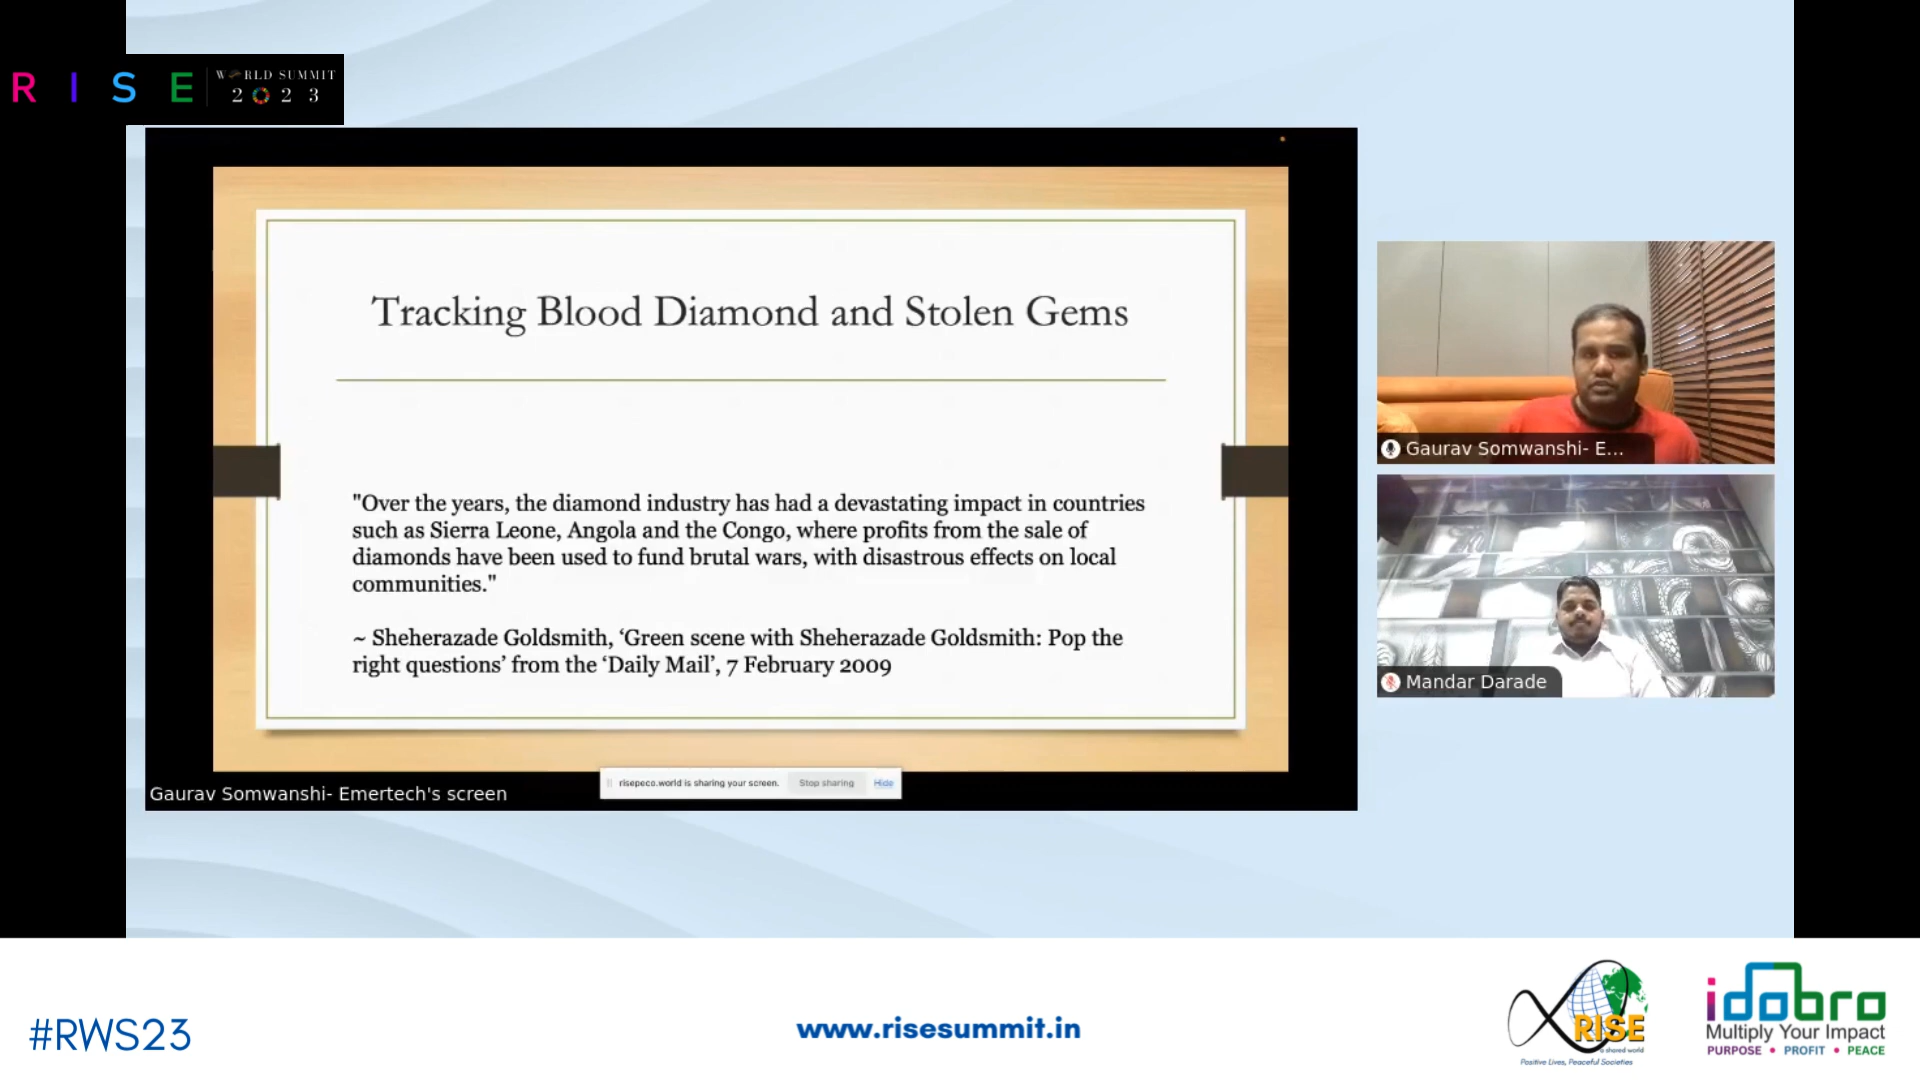 R I S E
WORLD SUMMIT
2023
Tracking Blood Diamond and Stolen Gems
"Over the years, the diamond industry has had a devastating impact in countries
such as Sierra Leone, Angola and the Congo, where profits from the sale of
diamonds have been used to fund brutal wars, with disastrous effects on local
communities."
~ Sheherazade Goldsmith, ‘Green scene with Sheherazade Goldsmith: Pop the
right questions’ from the ‘Daily Mail’, 7 February 2009
risepeco.world is sharing your screen. Stop sharing Hide
Gaurav Somwanshi- Emertech's screen
Gaurav Somwanshi- E...
Mandar Darade
#RWS23
www.risesummit.in
RISE
a shared world
Positive Lives, Peaceful Societies
idobro
Multiply Your Impact
PURPOSE • PROFIT • PEACE